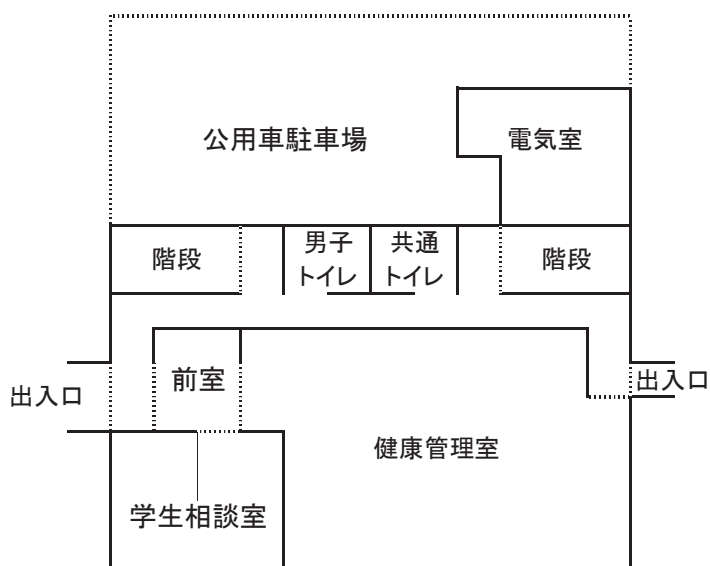 公用車駐車場
電気室
階段
男子
トイレ
共通
トイレ
階段
前室
出入口
出入口
健康管理室
学生相談室